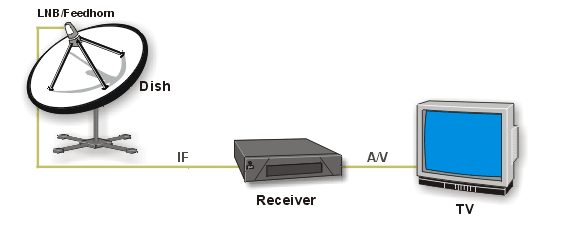 LNB/Feedhorn
Dish
IF
A/V
Receiver
TV